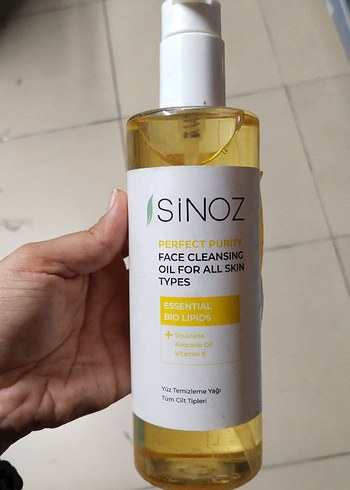 SiNOZ
PERFECT PURITY
FACE CLEANSING
OIL FOR ALL SKIN
TYPES
ESSENTIAL
BIO LIPIDS
+ Squalane
Avocado Oil
Vitamin E
Yüz Temizleme Yağı
Tüm Cilt Tipleri